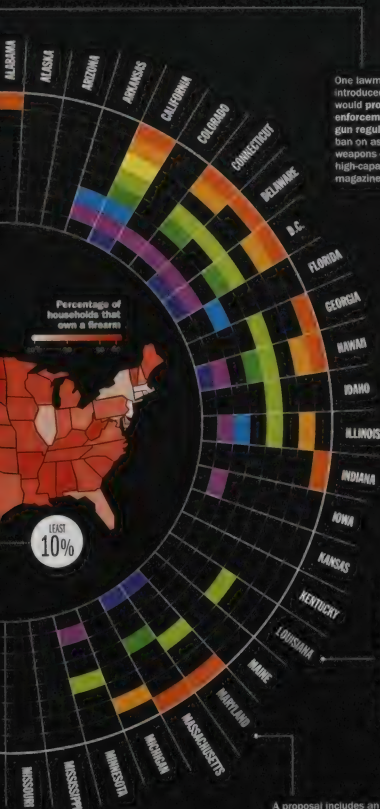 ALABAMA
ALASKA
ARIZONA
ARKANSAS
CALIFORNIA
COLORADO
CONNECTICUT
DELAWARE
D.C.
FLORIDA
GEORGIA
HAWAII
IDAHO
ILLINOIS
INDIANA
IOWA
KANSAS
KENTUCKY
LOUISIANA
MAINE
MARYLAND
MASSACHUSETTS
MICHIGAN
MINNESOTA
MISSISSIPPI
MISSOURI
One lawm
introduced
would pro
enforcem
gun regul
ban on as
weapons
high-capa
magazine
Percentage of
households that
own a firearm
LEAST
10%
A proposal includes an